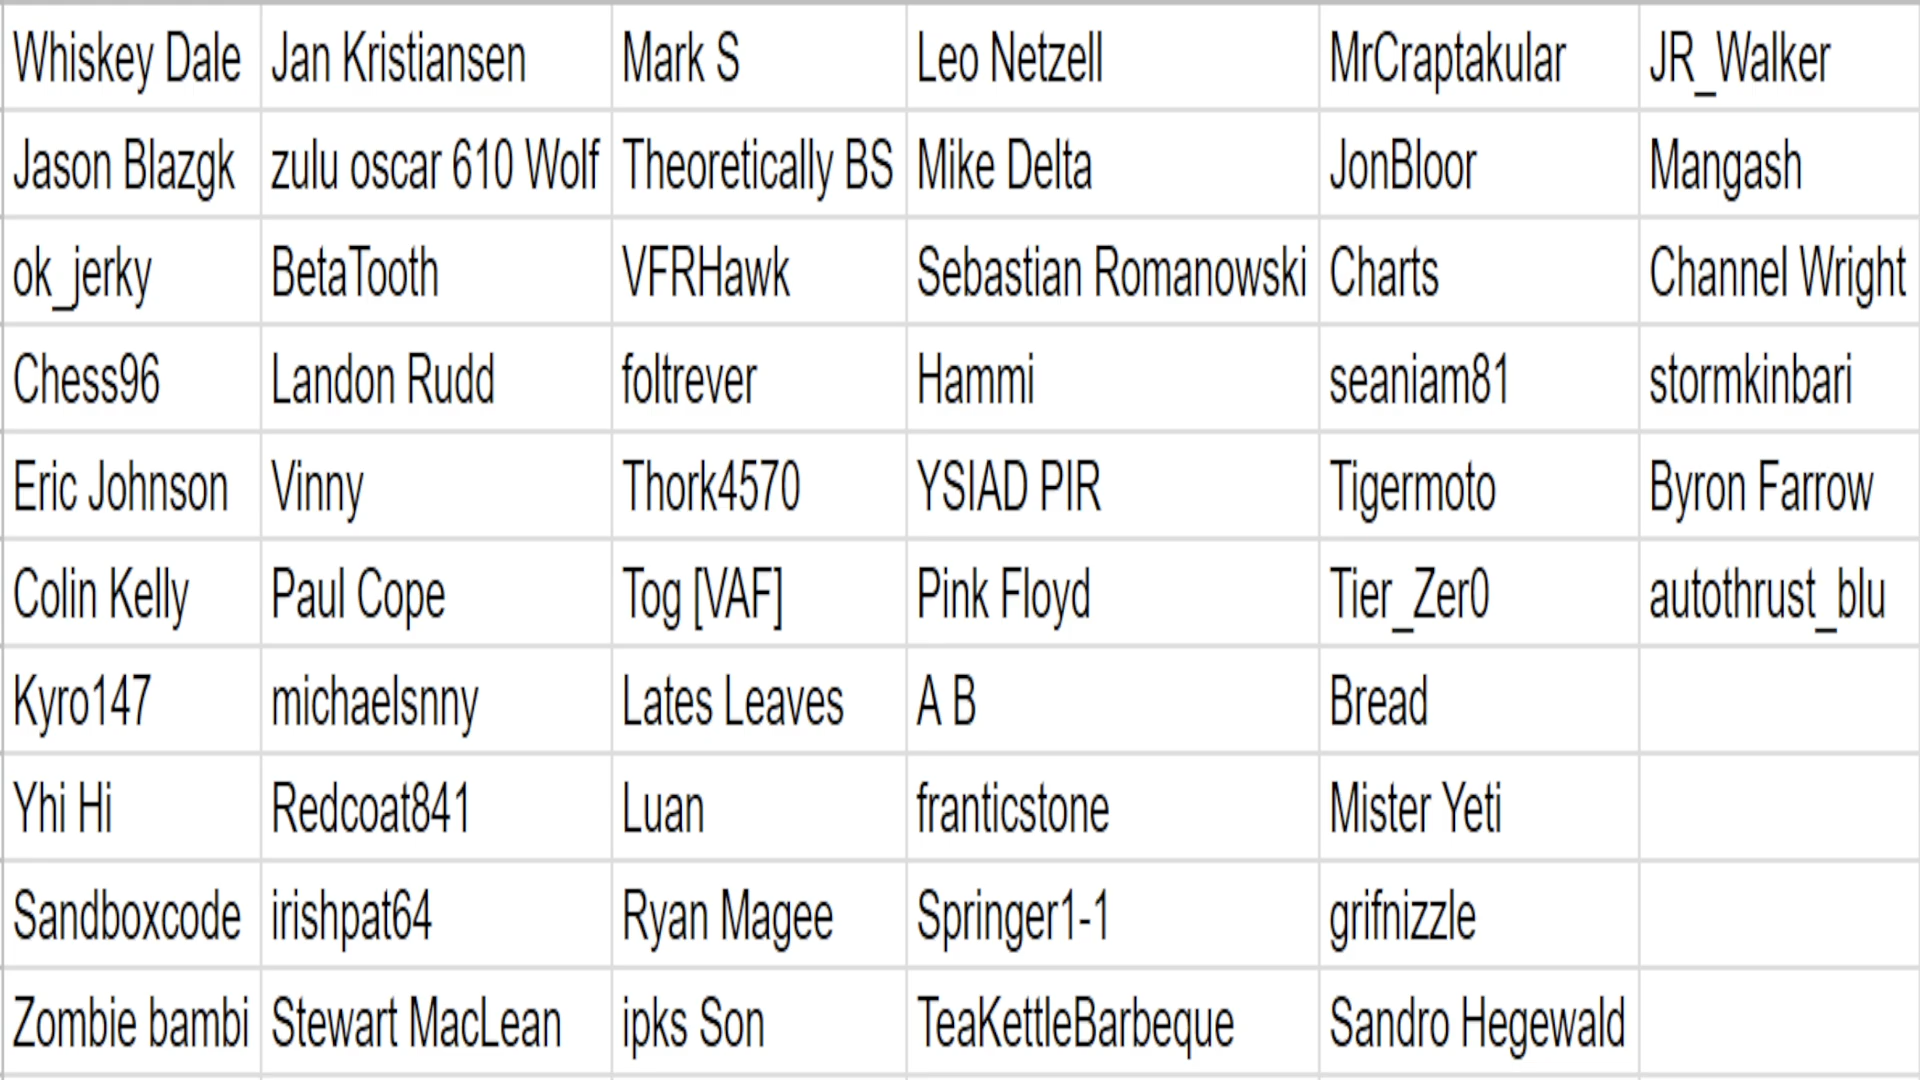 Whiskey Dale Jan Kristiansen Mark S Leo Netzell MrCraptakular JR_Walker
Jason Blazgk zulu oscar 610 Wolf Theoretically BS Mike Delta JonBloor Mangash
ok_jerky BetaTooth VFRHawk Sebastian Romanowski Charts Channel Wright
Chess96 Landon Rudd foltrever Hammi seaniam81 stormkinbari
Eric Johnson Vinny Thork4570 YSIAD PIR Tigermoto Byron Farrow
Colin Kelly Paul Cope Tog [VAF] Pink Floyd Tier_Zer0 autothrust_blu
Kyro147 michaelsnny Lates Leaves A B Bread
Yhi Hi Redcoat841 Luan franticstone Mister Yeti
Sandboxcode irishpat64 Ryan Magee Springer1-1 grifnizzle
Zombie bambi Stewart MacLean ipks Son TeaKettleBarbeque Sandro Hegewald